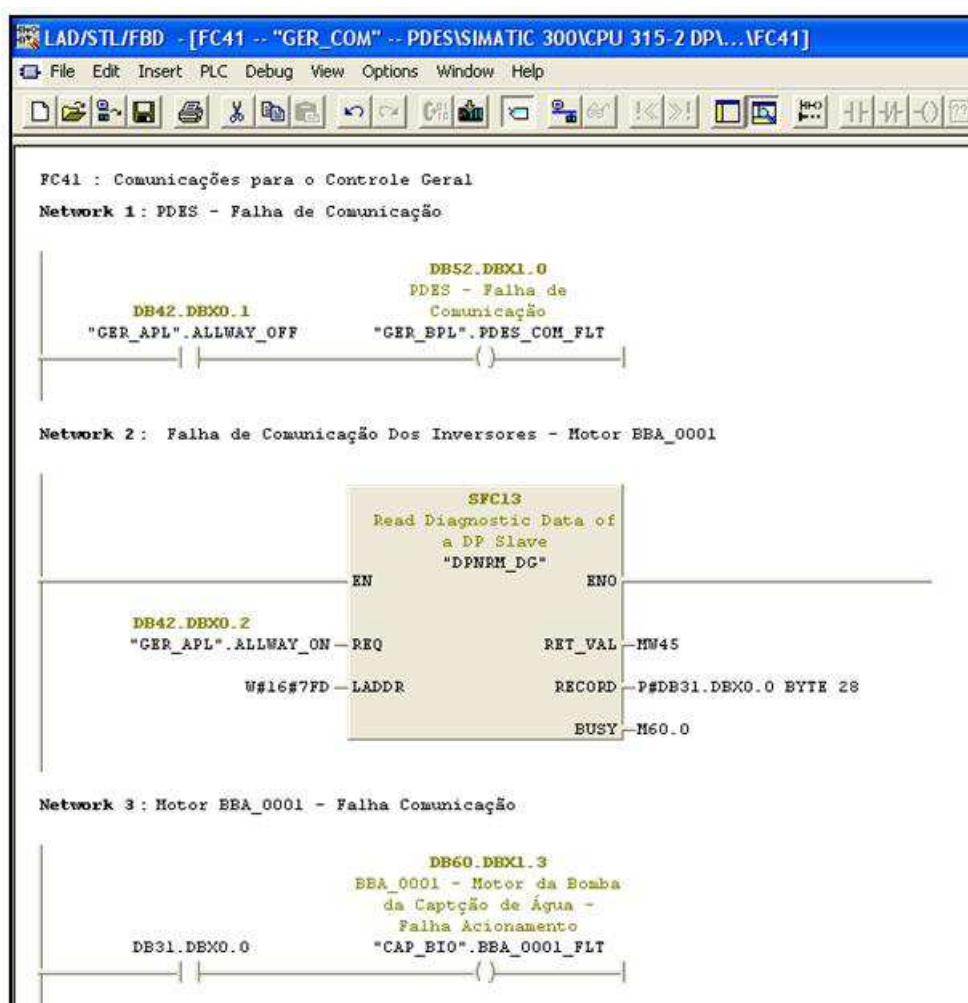 LAD/STL/FBD - [FC41 -- "GER_COM" -- PDES\SIMATIC 300\CPU 315-2 DP\...\FC41]
File Edit Insert PLC Debug View Options Window Help
FC41 : Comunicações para o Controle Geral
Network 1: PDES - Falha de Comunicação
DB52.DBX1.0
PDES - Falha de
Comunicação
DB42.DBX0.1
"GER_APL".ALLWAY_OFF
"GER_BPL".PDES_COM_FLT
Network 2: Falha de Comunicação Dos Inversores - Motor BBA_0001
SFC13
Read Diagnostic Data of
a DP Slave
"DPNRM_DG"
EN ENO
DB42.DBX0.2
"GER_APL".ALLWAY_ON REQ RET_VAL MW45
W#16#7FD LADDR RECORD P#DB31.DBX0.0 BYTE 28
BUSY M60.0
Network 3: Motor BBA_0001 - Falha Comunicação
DB60.DBX1.3
BBA_0001 - Motor da Bomba
da Captção de Água -
Falha Acionamento
DB31.DBX0.0 "CAP_BIO".BBA_0001_FLT